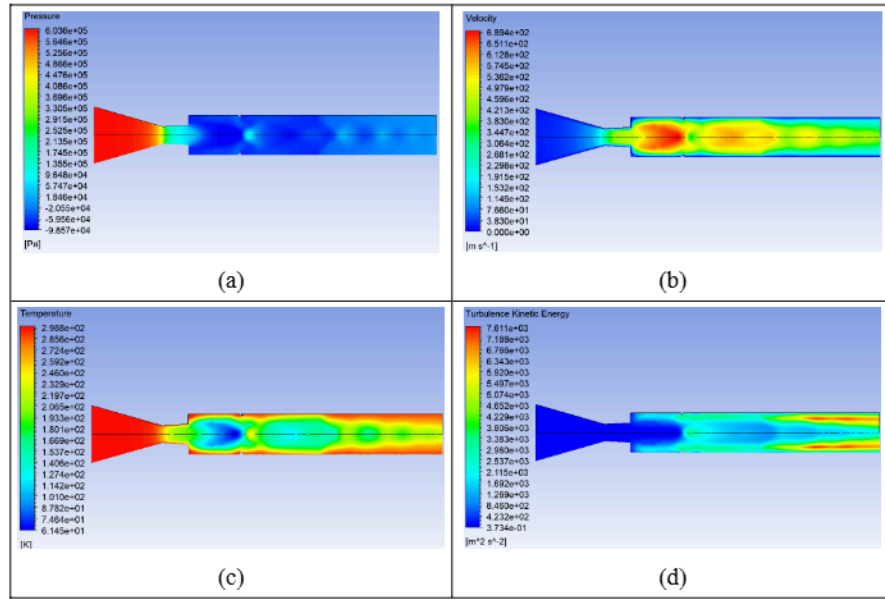 Pressure
6.036e+05
5.646e+05
5.256e+05
4.866e+05
4.476e+05
4.086e+05
3.696e+05
3.305e+05
2.915e+05
2.525e+05
2.135e+05
1.745e+05
1.355e+05
9.648e+04
5.747e+04
1.846e+04
-2.055e+04
-5.956e+04
-9.857e+04
[Pa]
(a)
Velocity
6.894e+02
6.511e+02
6.128e+02
5.745e+02
5.362e+02
4.979e+02
4.596e+02
4.213e+02
3.830e+02
3.447e+02
3.064e+02
2.681e+02
2.298e+02
1.915e+02
1.532e+02
1.149e+02
7.660e+01
3.830e+01
0.000e+00
[m s^-1]
(b)
Temperature
2.988e+02
2.856e+02
2.724e+02
2.592e+02
2.460e+02
2.329e+02
2.197e+02
2.065e+02
1.933e+02
1.801e+02
1.669e+02
1.537e+02
1.406e+02
1.274e+02
1.142e+02
1.010e+02
8.782e+01
7.464e+01
6.145e+01
[K]
(c)
Turbulence Kinetic Energy
7.611e+03
7.188e+03
6.766e+03
6.343e+03
5.920e+03
5.497e+03
5.074e+03
4.652e+03
4.229e+03
3.806e+03
3.383e+03
2.960e+03
2.537e+03
2.115e+03
1.692e+03
1.269e+03
8.460e+02
4.232e+02
3.734e-01
[m^2 s^-2]
(d)